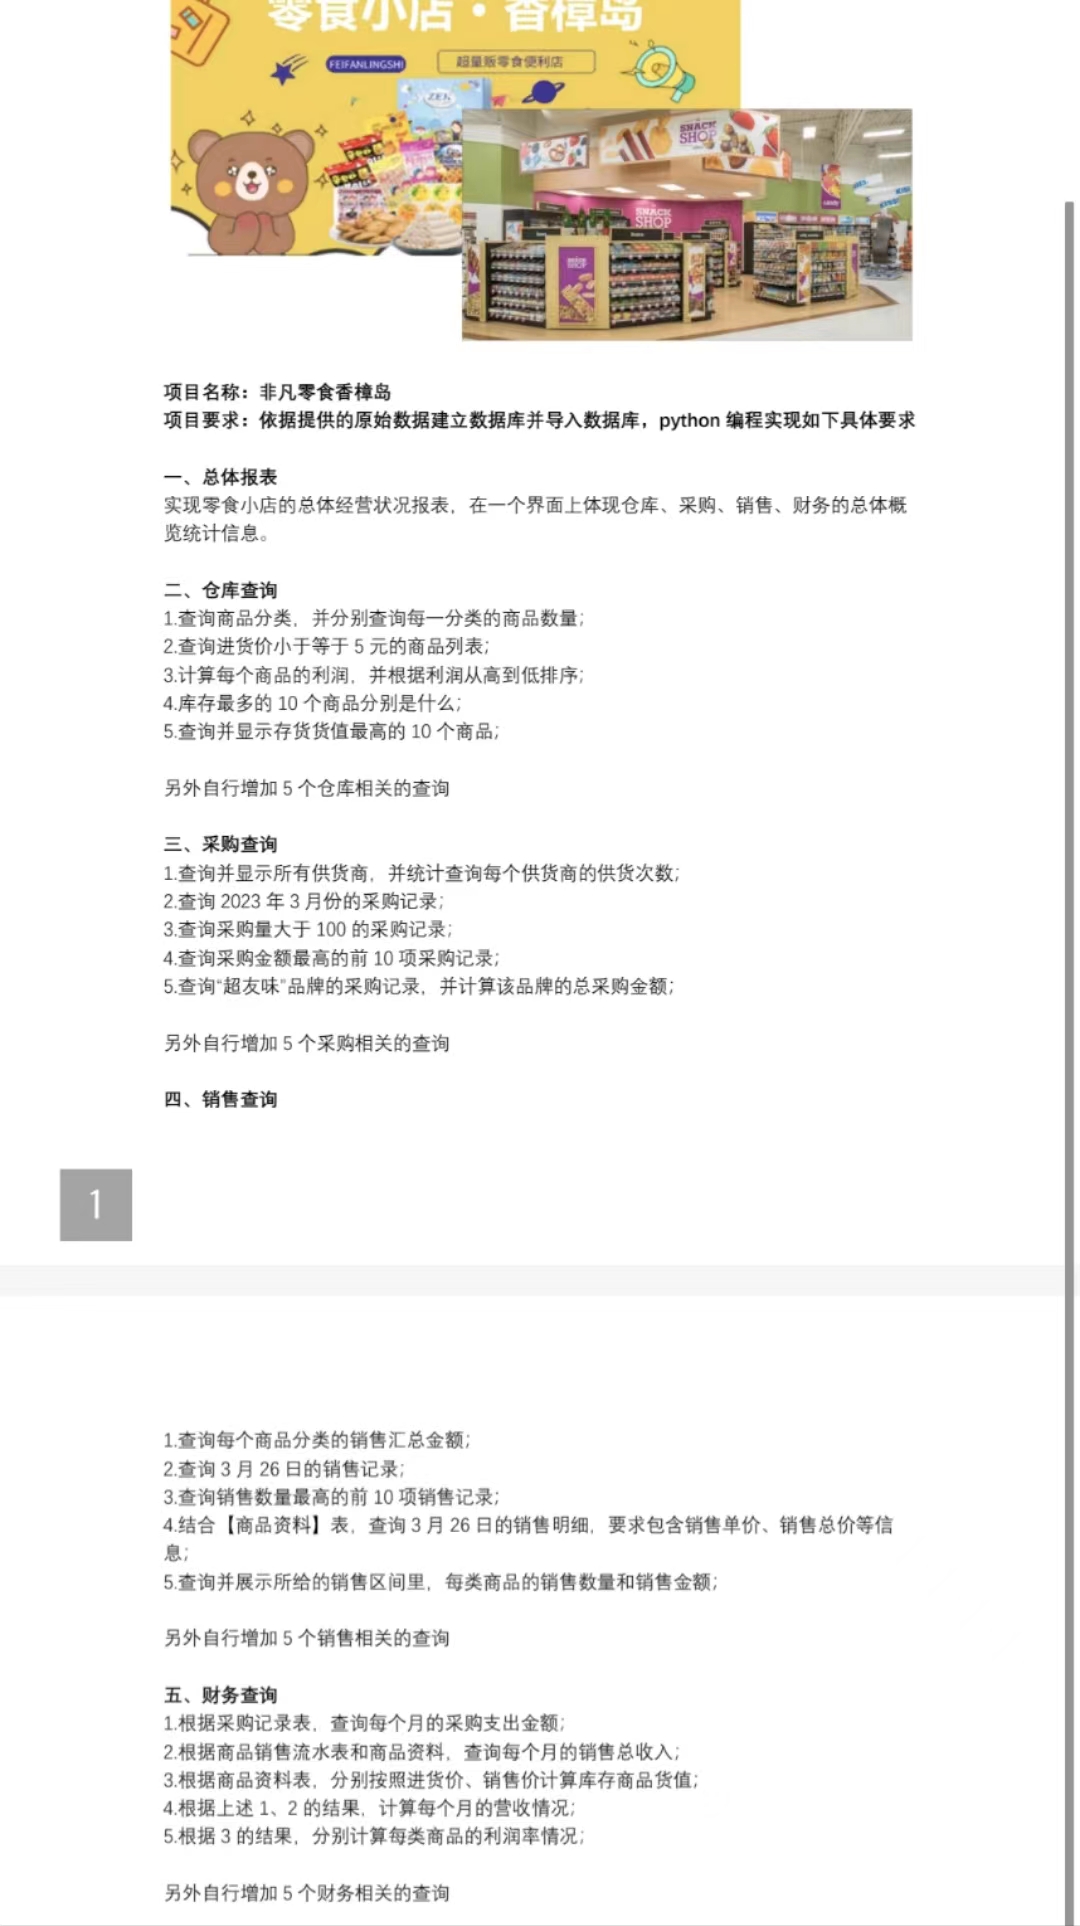 零食小店·香樟岛
FEIFANLINGSHI
超量贩零食便利店
ZEK
SNACK SHOP
SNACK SHOP
项目名称：非凡零食香樟岛
项目要求：依据提供的原始数据建立数据库并导入数据库，python 编程实现如下具体要求
一、总体报表
实现零食小店的总体经营状况报表，在一个界面上体现仓库、采购、销售、财务的总体概
览统计信息。
二、仓库查询
1.查询商品分类，并分别查询每一分类的商品数量；
2.查询进货价小于等于 5 元的商品列表；
3.计算每个商品的利润，并根据利润从高到低排序；
4.库存最多的 10 个商品分别是什么；
5.查询并显示存货货值最高的 10 个商品；
另外自行增加 5 个仓库相关的查询
三、采购查询
1.查询并显示所有供货商，并统计查询每个供货商的供货次数；
2.查询 2023 年 3 月份的采购记录；
3.查询采购量大于 100 的采购记录；
4.查询采购金额最高的前 10 项采购记录；
5.查询“超友味”品牌的采购记录，并计算该品牌的总采购金额；
另外自行增加 5 个采购相关的查询
四、销售查询
1
1.查询每个商品分类的销售汇总金额；
2.查询 3 月 26 日的销售记录；
3.查询销售数量最高的前 10 项销售记录；
4.结合【商品资料】表，查询 3 月 26 日的销售明细，要求包含销售单价、销售总价等信
息；
5.查询并展示所给的销售区间里，每类商品的销售数量和销售金额；
另外自行增加 5 个销售相关的查询
五、财务查询
1.根据采购记录表，查询每个月的采购支出金额；
2.根据商品销售流水表和商品资料，查询每个月的销售总收入；
3.根据商品资料表，分别按照进货价、销售价计算库存商品货值；
4.根据上述 1、2 的结果，计算每个月的营收情况；
5.根据 3 的结果，分别计算每类商品的利润率情况；
另外自行增加 5 个财务相关的查询